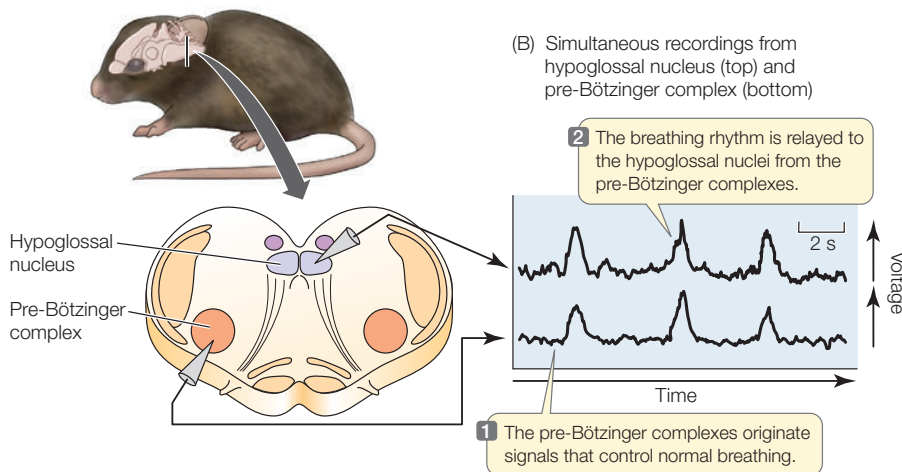 (B) Simultaneous recordings from
hypoglossal nucleus (top) and
pre-Bötzinger complex (bottom)
2 The breathing rhythm is relayed to
the hypoglossal nuclei from the
pre-Bötzinger complexes.
Hypoglossal
nucleus
Pre-Bötzinger
complex
2 s
Voltage
Time
1 The pre-Bötzinger complexes originate
signals that control normal breathing.